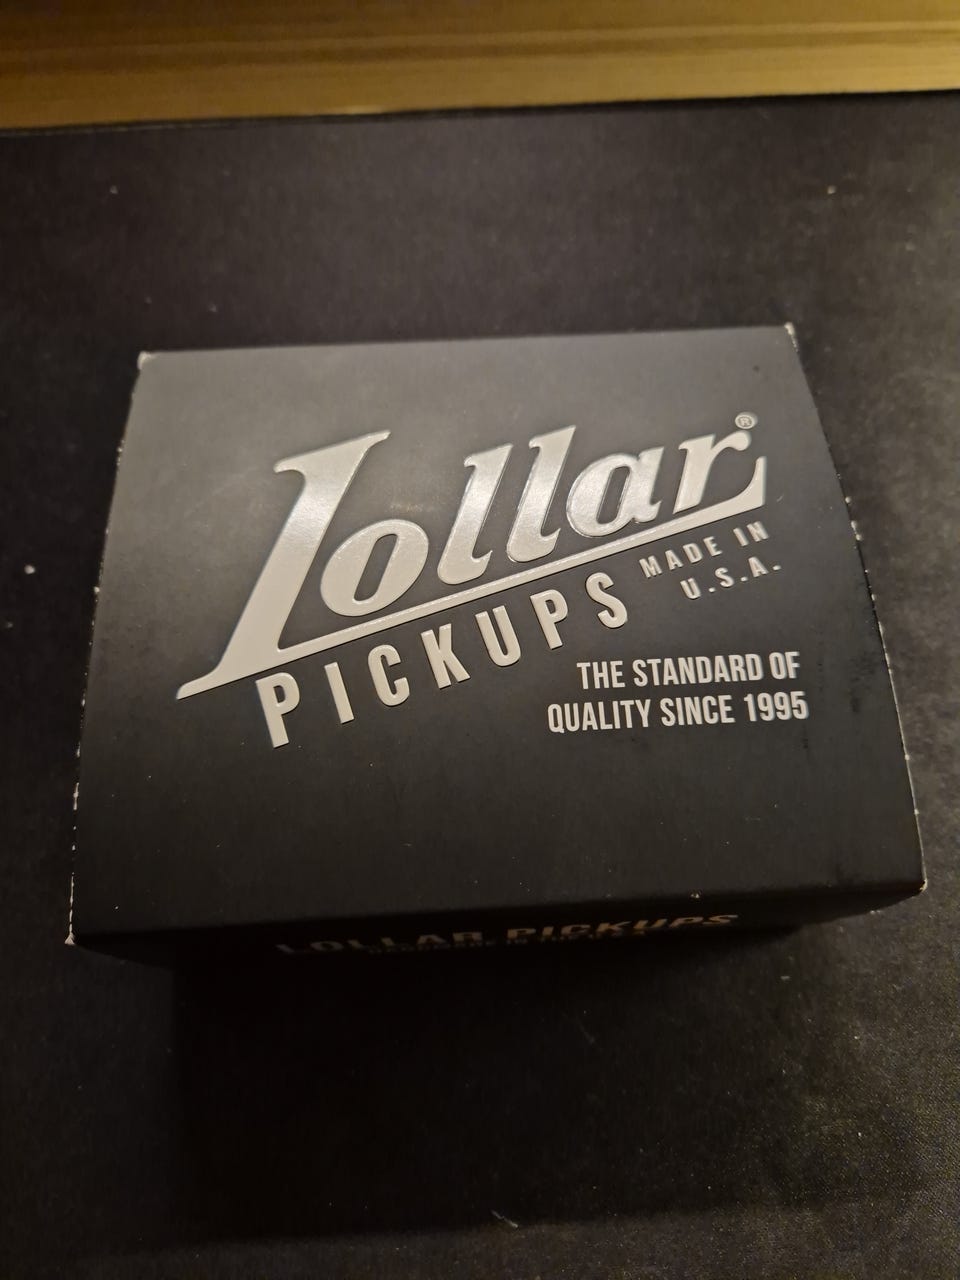 Lollar®
PICKUPS
MADE IN
U.S.A.
THE STANDARD OF
QUALITY SINCE 1995
LOLLAR PICKUPS